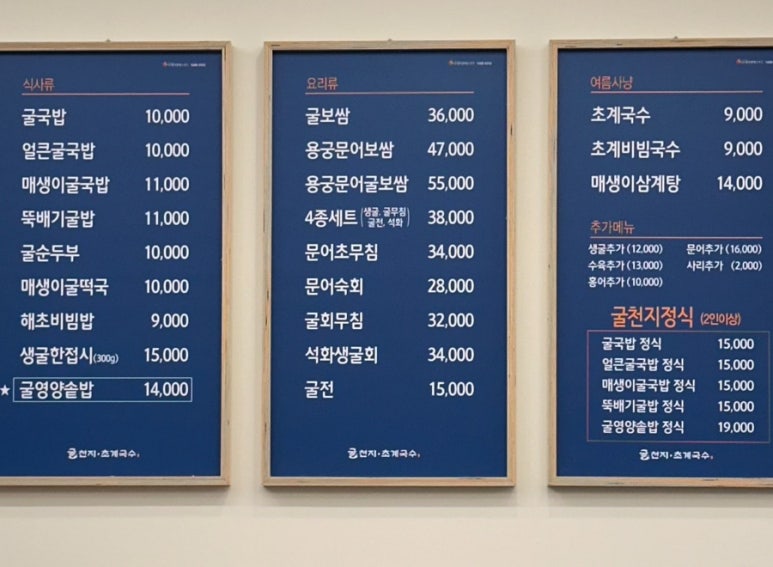 식사류
굴국밥 10,000
얼큰굴국밥 10,000
매생이굴국밥 11,000
뚝배기굴밥 11,000
굴순두부 10,000
매생이굴떡국 10,000
해초비빔밥 9,000
생굴한접시(300g) 15,000
★ 굴영양솥밥 14,000
굴천지·초계국수
요리류
굴보쌈 36,000
용궁문어보쌈 47,000
용궁문어굴보쌈 55,000
4종세트 (생굴, 굴무침 굴전, 석화) 38,000
문어초무침 34,000
문어숙회 28,000
굴회무침 32,000
석화생굴회 34,000
굴전 15,000
굴천지·초계국수
여름사냥
초계국수 9,000
초계비빔국수 9,000
매생이삼계탕 14,000
추가메뉴
생굴추가 (12,000) 문어추가 (16,000)
수육추가 (13,000) 사리추가 (2,000)
홍어추가 (10,000)
굴천지정식 (2인이상)
굴국밥 정식 15,000
얼큰굴국밥 정식 15,000
매생이굴국밥 정식 15,000
뚝배기굴밥 정식 15,000
굴영양솥밥 정식 19,000
굴천지·초계국수